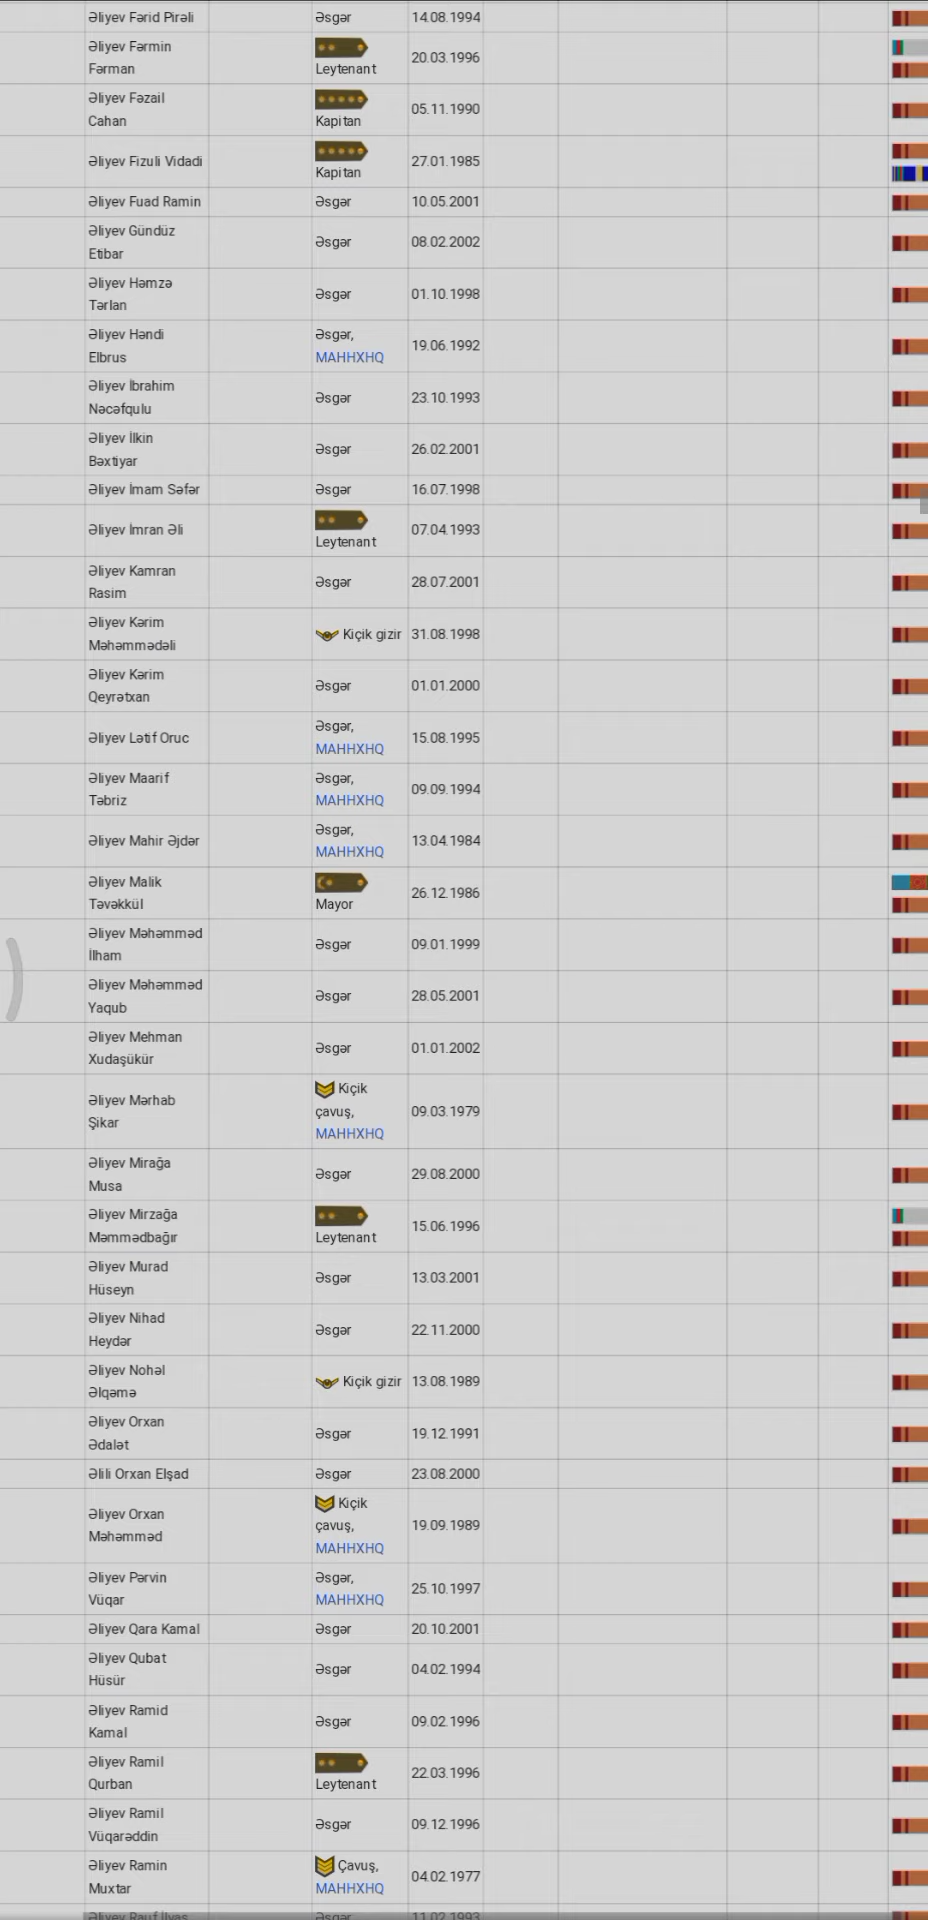 Əliyev Fərid Pirəli Əsgər 14.08.1994
Əliyev Fərmin
Fərman
Leytenant
20.03.1996
Əliyev Fəzail
Cahan
Kapitan
05.11.1990
Əliyev Fizuli Vidadi
Kapitan
27.01.1985
Əliyev Fuad Ramin Əsgər 10.05.2001
Əliyev Gündüz
Etibar
Əsgər 08.02.2002
Əliyev Həmzə
Tərlan
Əsgər 01.10.1998
Əliyev Həndi
Elbrus
Əsgər,
MAHHXHQ
19.06.1992
Əliyev İbrahim
Nəcəfqulu
Əsgər 23.10.1993
Əliyev İlkin
Bəxtiyar
Əsgər 26.02.2001
Əliyev İmam Səfər Əsgər 16.07.1998
Əliyev İmran Əli
Leytenant
07.04.1993
Əliyev Kamran
Rasim
Əsgər 28.07.2001
Əliyev Kərim
Məhəmmədəli
Kiçik gizir 31.08.1998
Əliyev Kərim
Qeyrətxan
Əsgər 01.01.2000
Əliyev Lətif Oruc
Əsgər,
MAHHXHQ
15.08.1995
Əliyev Maarif
Təbriz
Əsgər,
MAHHXHQ
09.09.1994
Əliyev Mahir Əjdər
Əsgər,
MAHHXHQ
13.04.1984
Əliyev Malik
Təvəkkül
Mayor
26.12.1986
Əliyev Məhəmməd
İlham
Əsgər 09.01.1999
Əliyev Məhəmməd
Yaqub
Əsgər 28.05.2001
Əliyev Mehman
Xudaşükür
Əsgər 01.01.2002
Əliyev Mərhab
Şikar
Kiçik
çavuş,
MAHHXHQ
09.03.1979
Əliyev Mirağa
Musa
Əsgər 29.08.2000
Əliyev Mirzağa
Məmmədbağır
Leytenant
15.06.1996
Əliyev Murad
Hüseyn
Əsgər 13.03.2001
Əliyev Nihad
Heydər
Əsgər 22.11.2000
Əliyev Nohəl
Əlqəmə
Kiçik gizir 13.08.1989
Əliyev Orxan
Ədalət
Əsgər 19.12.1991
Əlili Orxan Elşad Əsgər 23.08.2000
Əliyev Orxan
Məhəmməd
Kiçik
çavuş,
MAHHXHQ
19.09.1989
Əliyev Pərvin
Vüqar
Əsgər,
MAHHXHQ
25.10.1997
Əliyev Qara Kamal Əsgər 20.10.2001
Əliyev Qubat
Hüsür
Əsgər 04.02.1994
Əliyev Ramid
Kamal
Əsgər 09.02.1996
Əliyev Ramil
Qurban
Leytenant
22.03.1996
Əliyev Ramil
Vüqarəddin
Əsgər 09.12.1996
Əliyev Ramin
Muxtar
Çavuş,
MAHHXHQ
04.02.1977
Əliyev Rauf İlyas Əsgər 11.02.1993